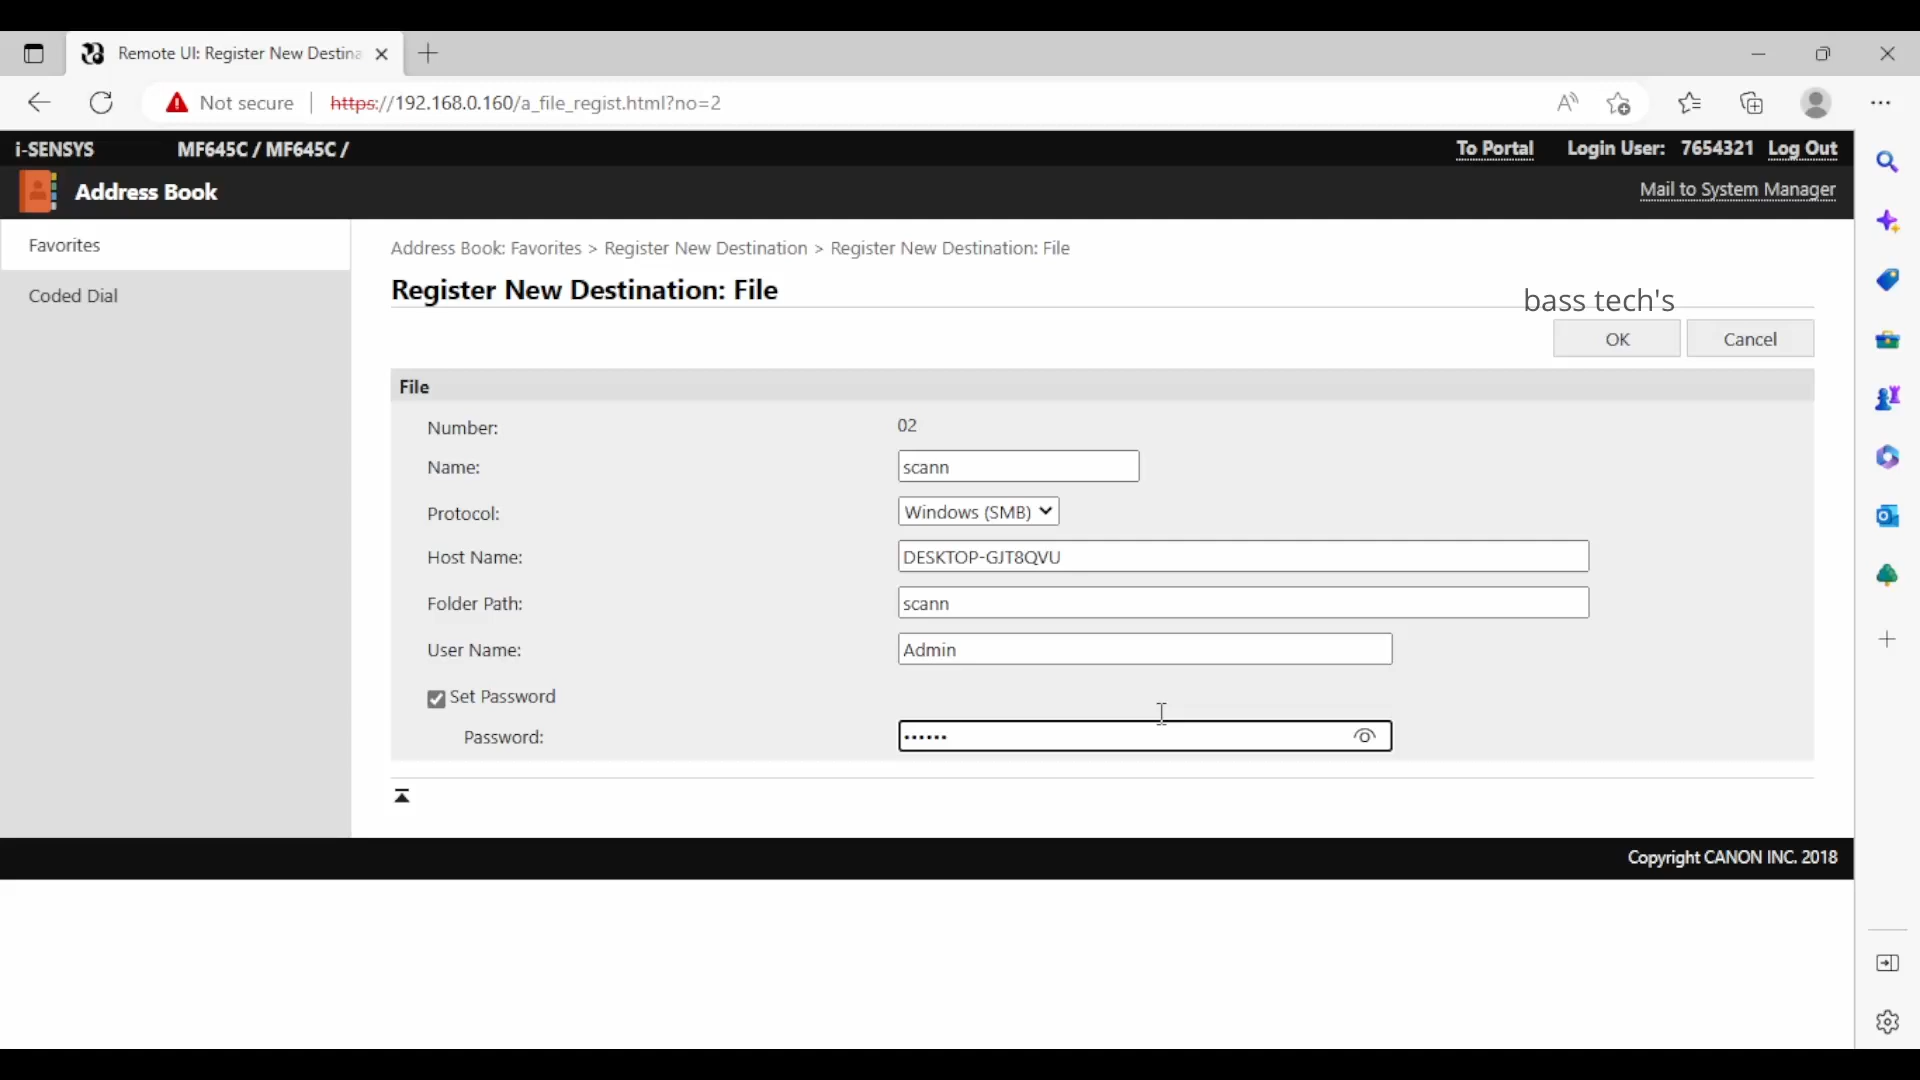 Remote UI: Register New Destina
Not secure
https://192.168.0.160/a_file_regist.html?no=2
i-SENSYS MF645C / MF645C /
To Portal Login User: 7654321 Log Out
Address Book
Mail to System Manager
Favorites
Coded Dial
Address Book: Favorites > Register New Destination > Register New Destination: File
Register New Destination: File
bass tech's
OK Cancel
File
Number: 02
Name: scann
Protocol: Windows (SMB)
Host Name: DESKTOP-GJT8QVU
Folder Path: scann
User Name: Admin
Set Password
Password: ••••••
Copyright CANON INC. 2018